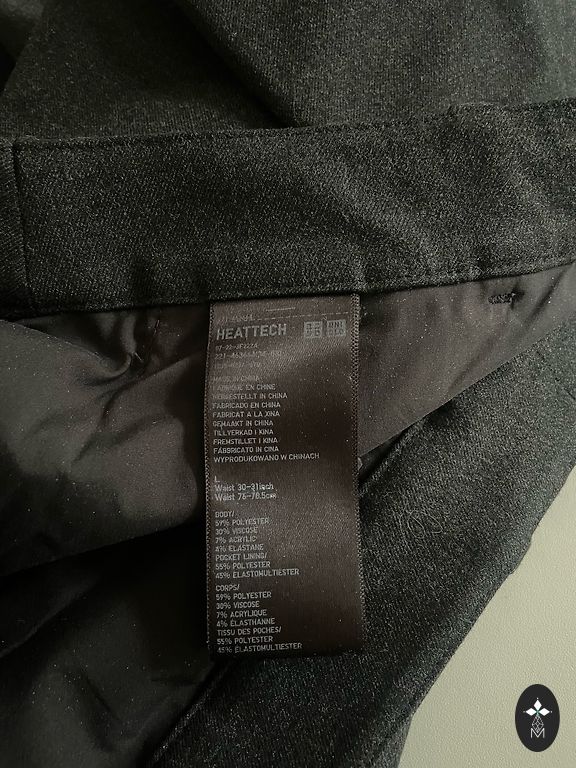 HEATTECH
MADE IN CHINA
FABRIQUÉ EN CHINE
HERGESTELLT IN CHINA
FABRICADO EN CHINA
FABRICAT A LA XINA
GEMAAKT IN CHINA
TILLVERKAD I KINA
FREMSTILLET I KINA
FABBRICATO IN CINA
WYPRODUKOWANO W CHINACH
L
Waist 30-31inch
Waist 76-78.5cm
BODY/
59% POLYESTER
30% VISCOSE
7% ACRYLIC
4% ELASTANE
POCKET LINING/
55% POLYESTER
45% ELASTOMULTIESTER
CORPS/
59% POLYESTER
30% VISCOSE
7% ACRYLIQUE
4% ÉLASTHANNE
TISSU DES POCHES/
55% POLYESTER
45% ELASTOMULTIESTER
M